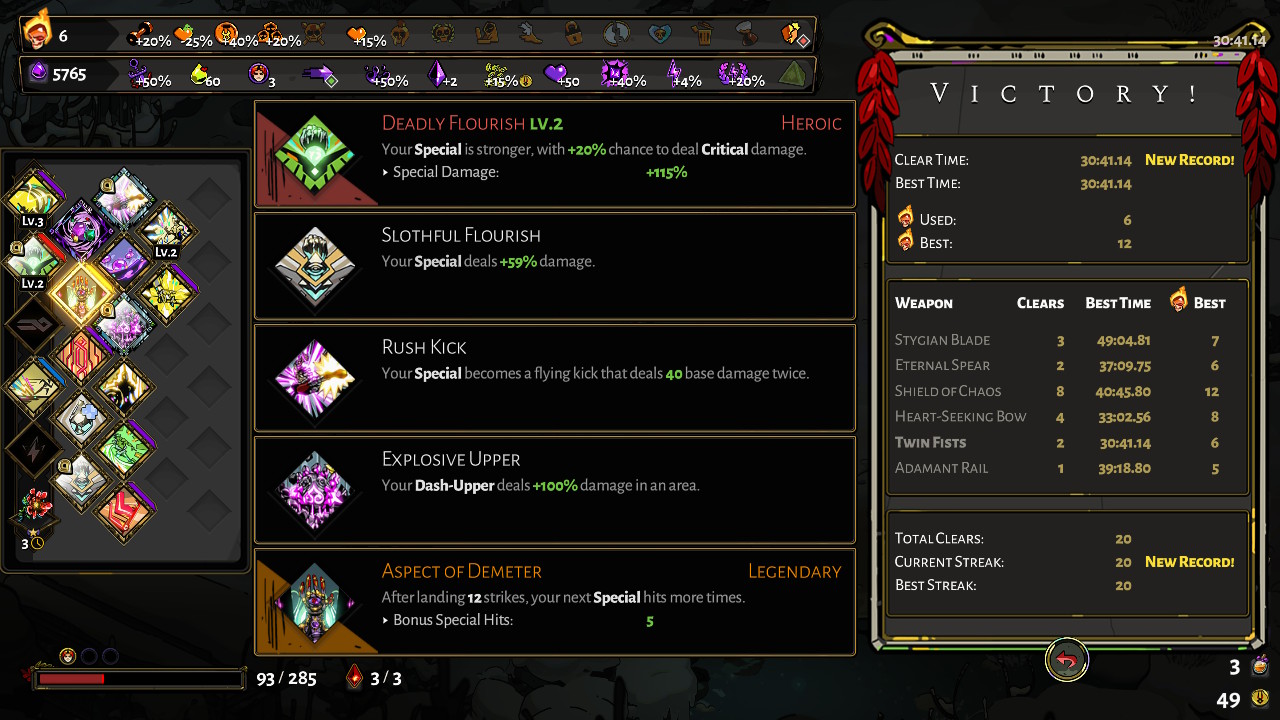 6
+20%
25%
+40%
+20%
+15%
30:41.14
5765
+50%
60
3
+50%
+2
+15%
+50
+40%
+4%
+20%
Lv.3
Lv.2
Lv.2
3
DEADLY FLOURISH LV.2 HEROIC
Your Special is stronger, with +20% chance to deal Critical damage.
‣ Special Damage: +115%
SLOTHFUL FLOURISH
Your Special deals +59% damage.
RUSH KICK
Your Special becomes a flying kick that deals 40 base damage twice.
EXPLOSIVE UPPER
Your Dash-Upper deals +100% damage in an area.
ASPECT OF DEMETER LEGENDARY
After landing 12 strikes, your next Special hits more times.
‣ Bonus Special Hits: 5
93 / 285
3 / 3
VICTORY!
CLEAR TIME: 30:41.14 NEW RECORD!
BEST TIME: 30:41.14
USED: 6
BEST: 12
WEAPON CLEARS BEST TIME BEST
STYGIAN BLADE 3 49:04.81 7
ETERNAL SPEAR 2 37:09.75 6
SHIELD OF CHAOS 8 40:45.80 12
HEART-SEEKING BOW 4 33:02.56 8
TWIN FISTS 2 30:41.14 6
ADAMANT RAIL 1 39:18.80 5
TOTAL CLEARS: 20
CURRENT STREAK: 20 NEW RECORD!
BEST STREAK: 20
3
49